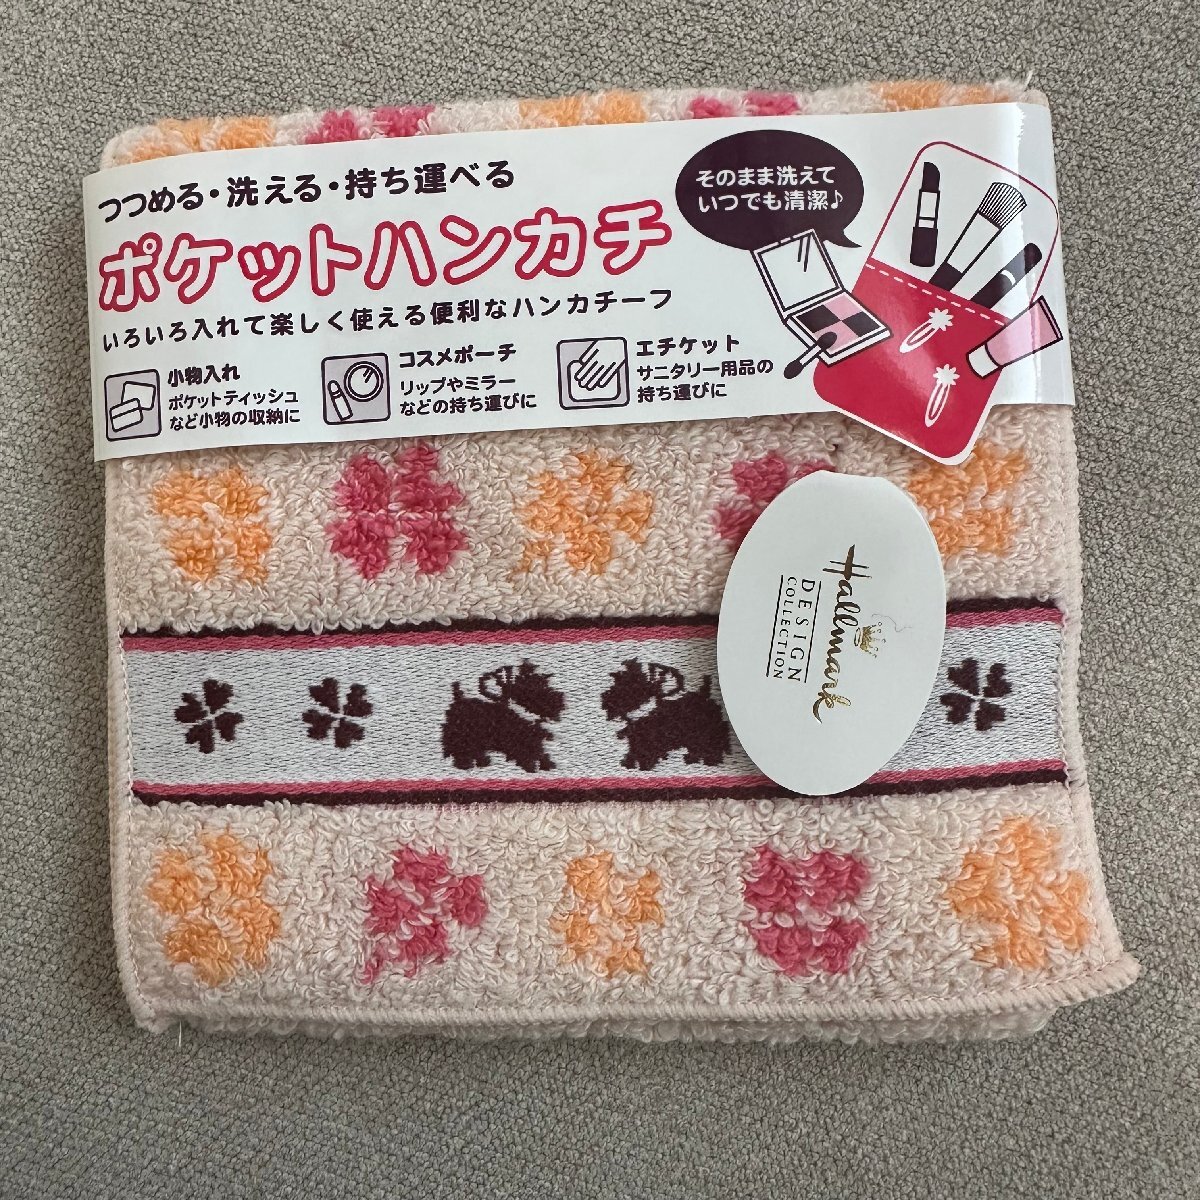 つつめる・洗える・持ち運べる
ポケットハンカチ
いろいろ入れて楽しく使える便利なハンカチーフ
そのまま洗えて
いつでも清潔♪
小物入れ
ポケットティッシュ
など小物の収納に
コスメポーチ
リップやミラー
などの持ち運びに
エチケット
サニタリー用品の
持ち運びに
Hallmark
DESIGN
COLLECTION